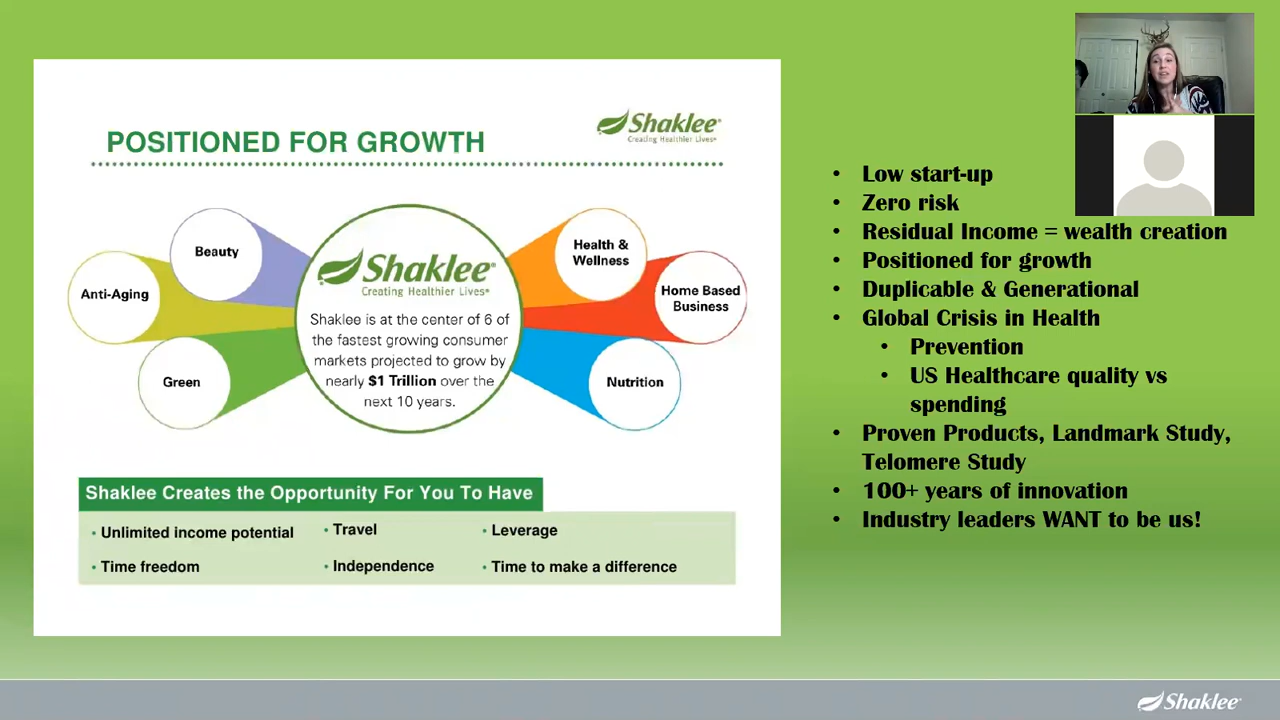 POSITIONED FOR GROWTH
Shaklee®
Creating Healthier Lives®
Beauty
Anti-Aging
Green
Shaklee®
Creating Healthier Lives®
Shaklee is at the center of 6 of
the fastest growing consumer
markets projected to grow by
nearly $1 Trillion over the
next 10 years.
Health &
Wellness
Home Based
Business
Nutrition
Shaklee Creates the Opportunity For You To Have
• Unlimited income potential
• Travel
• Leverage
• Time freedom
• Independence
• Time to make a difference
• Low start-up
• Zero risk
• Residual Income = wealth creation
• Positioned for growth
• Duplicable & Generational
• Global Crisis in Health
• Prevention
• US Healthcare quality vs
spending
• Proven Products, Landmark Study,
Telomere Study
• 100+ years of innovation
• Industry leaders WANT to be us!
Shaklee®